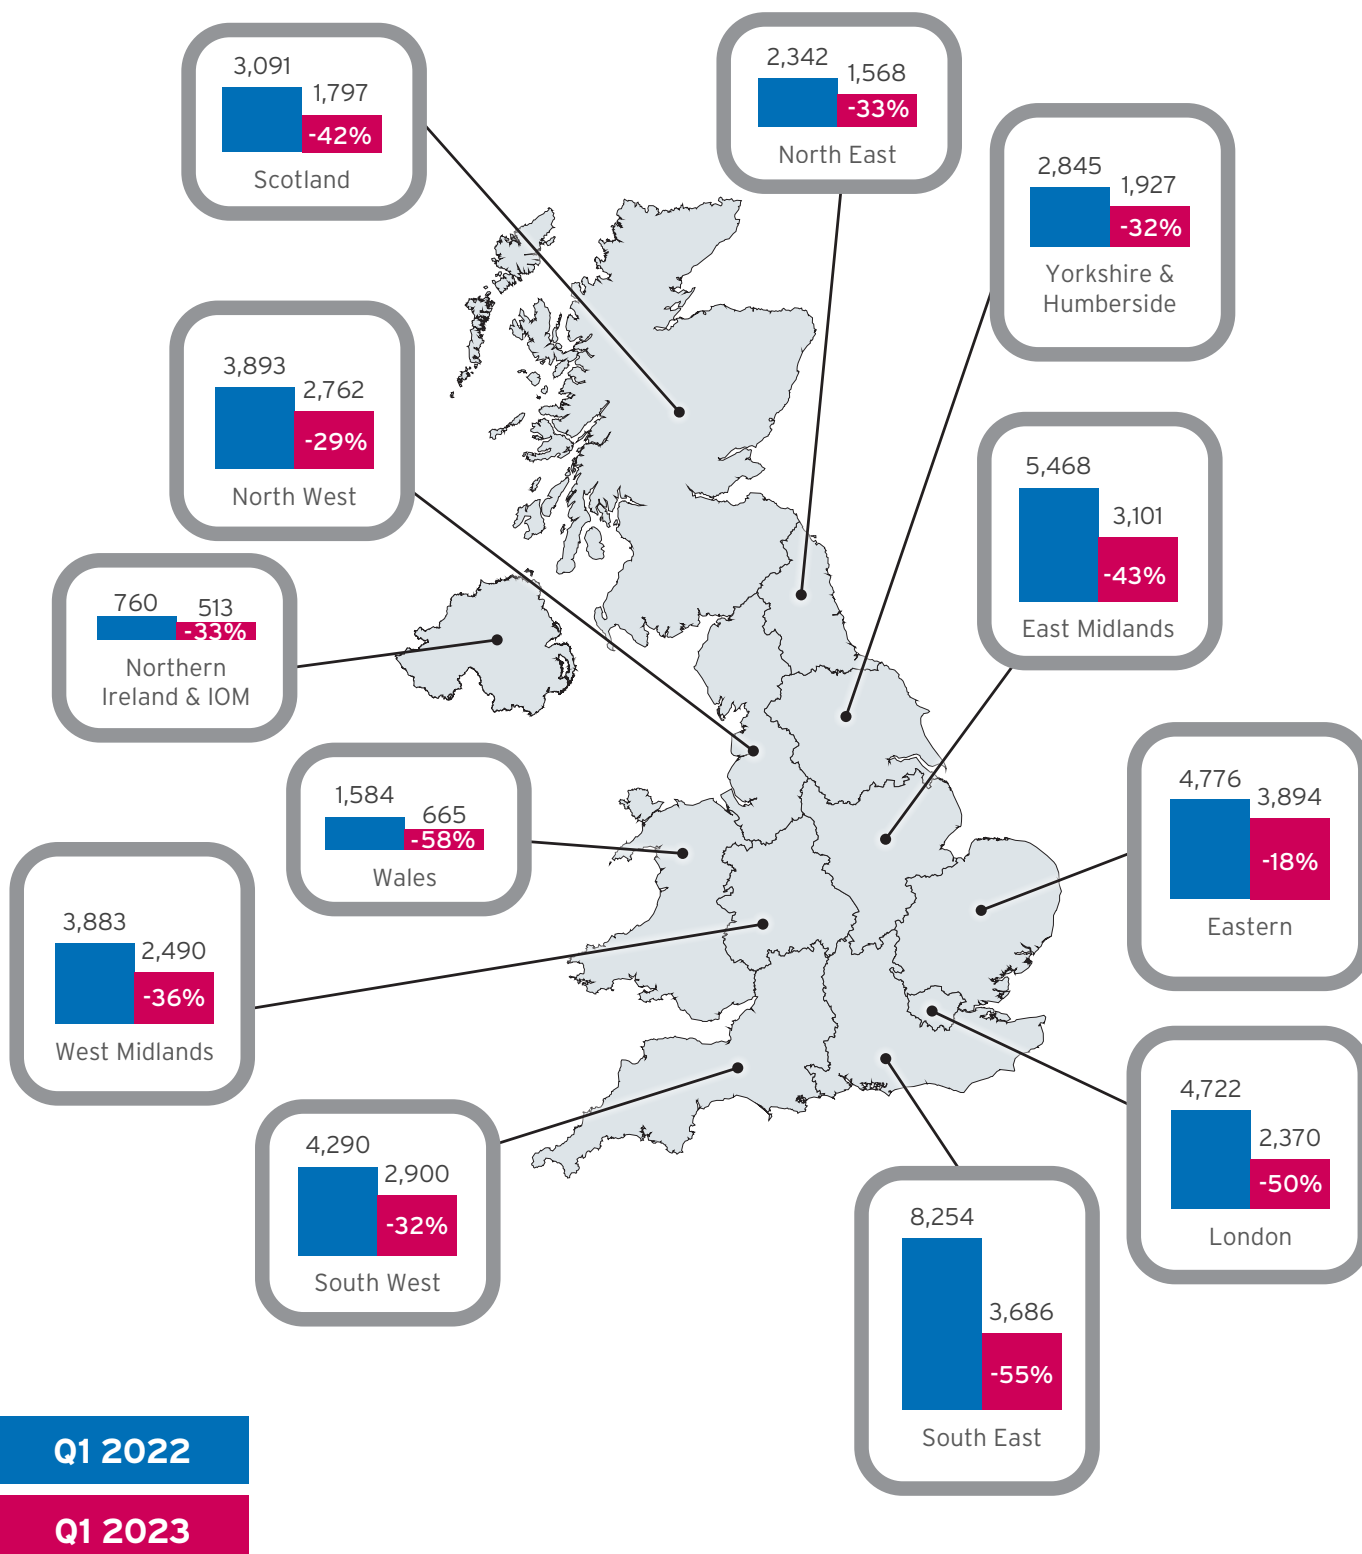 3,091
1,797
-42%
Scotland
2,342
1,568
-33%
North East
2,845
1,927
-32%
Yorkshire &
Humberside
3,893
2,762
-29%
North West
5,468
3,101
-43%
East Midlands
760
513
-33%
Northern
Ireland & IOM
1,584
665
-58%
Wales
4,776
3,894
-18%
Eastern
3,883
2,490
-36%
West Midlands
4,722
2,370
-50%
London
4,290
2,900
-32%
South West
8,254
3,686
-55%
South East
Q1 2022
Q1 2023